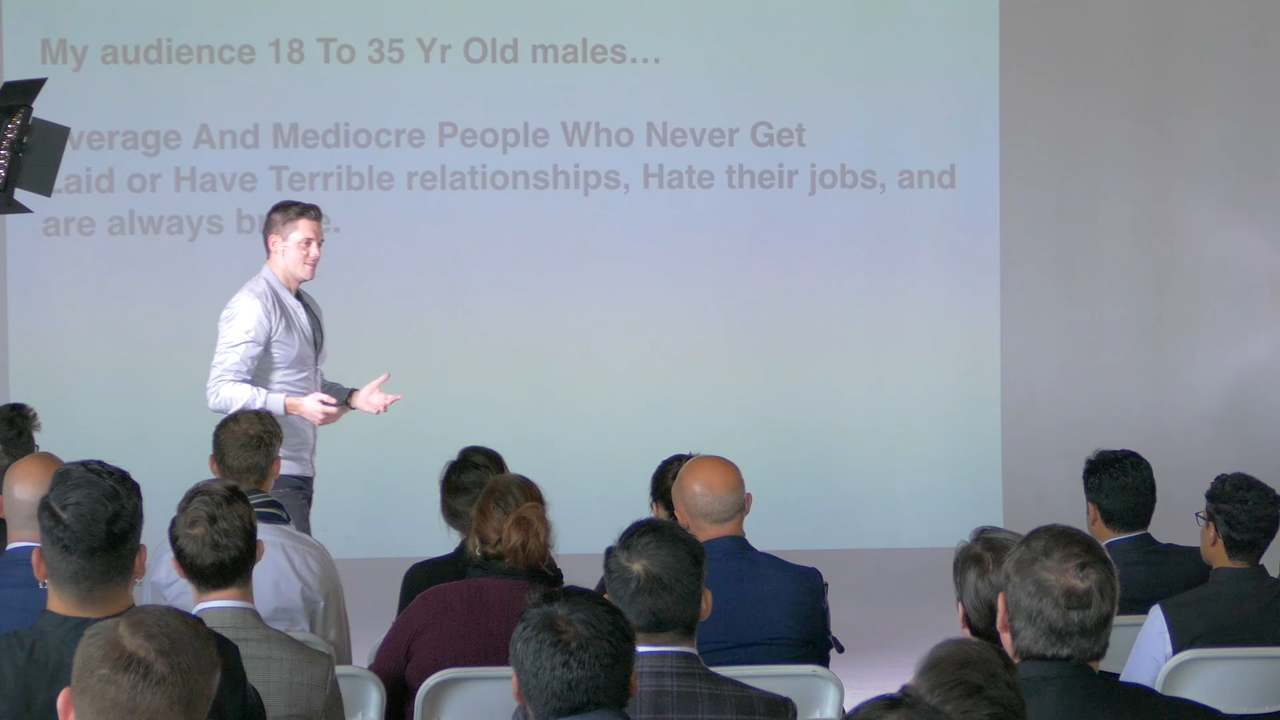 My audience 18 To 35 Yr Old males...
verage And Mediocre People Who Never Get
Laid or Have Terrible relationships, Hate their jobs, and
are always